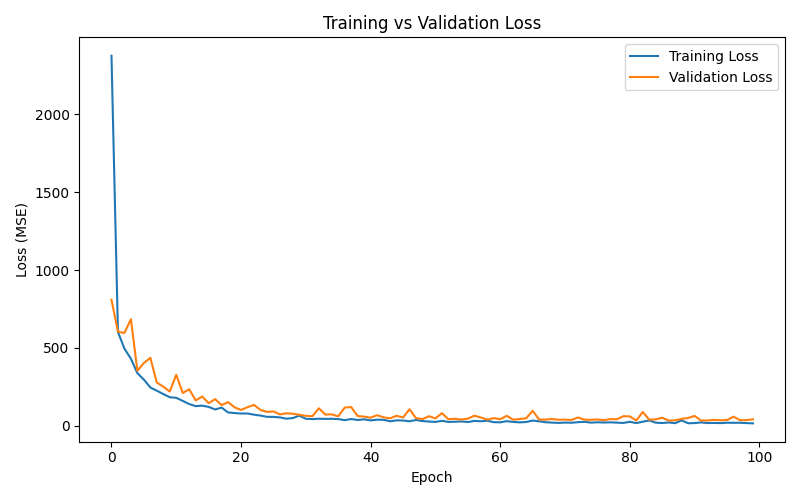 Training vs Validation Loss
Training Loss
Validation Loss
2000
1500
1000
500
0
Loss (MSE)
0 20 40 60 80 100
Epoch